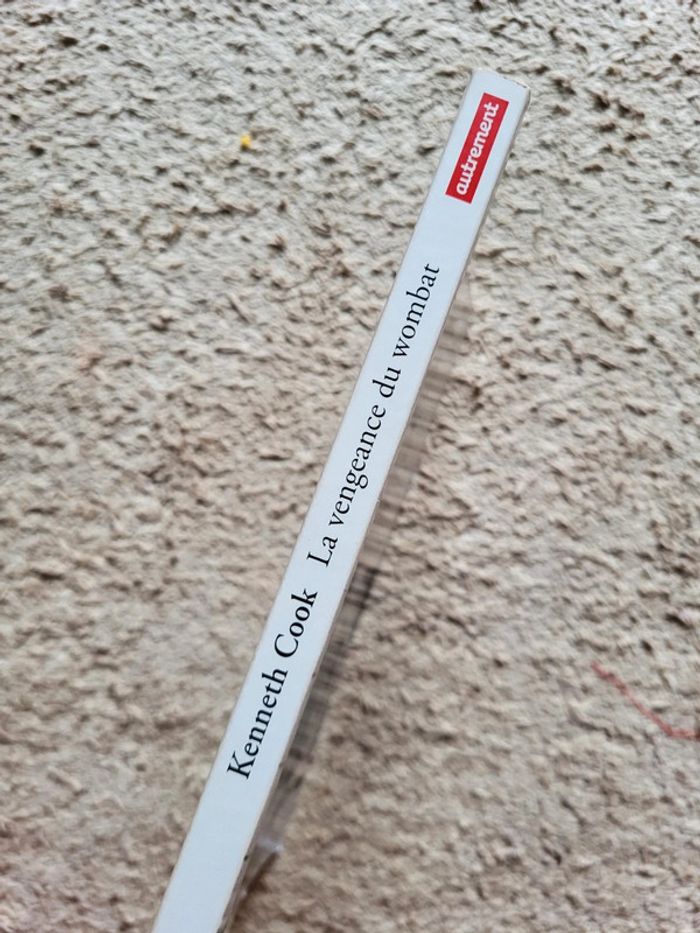 Kenneth Cook La vengeance du wombat
autrement